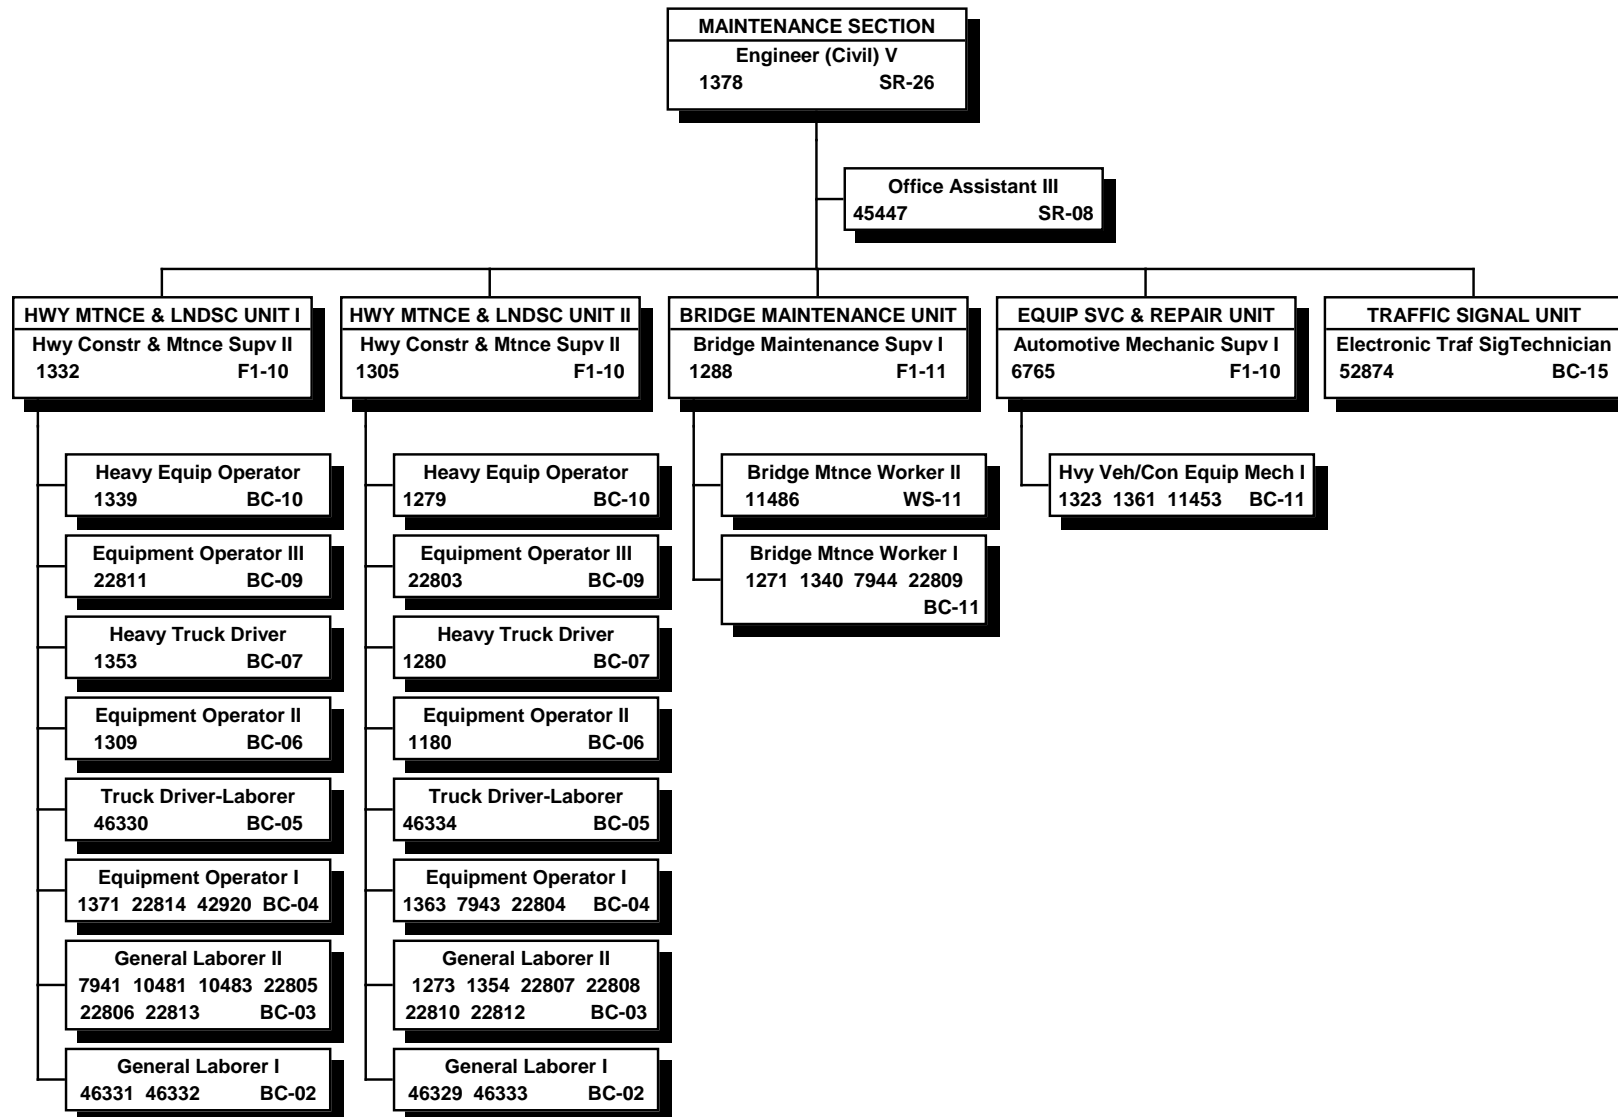 MAINTENANCE SECTION
Engineer (Civil) V
1378 SR-26
Office Assistant III
45447 SR-08
HWY MTNCE & LNDSC UNIT I
Hwy Constr & Mtnce Supv II
1332 F1-10
Heavy Equip Operator
1339 BC-10
Equipment Operator III
22811 BC-09
Heavy Truck Driver
1353 BC-07
Equipment Operator II
1309 BC-06
Truck Driver-Laborer
46330 BC-05
Equipment Operator I
1371 22814 42920 BC-04
General Laborer II
7941 10481 10483 22805
22806 22813 BC-03
General Laborer I
46331 46332 BC-02
HWY MTNCE & LNDSC UNIT II
Hwy Constr & Mtnce Supv II
1305 F1-10
Heavy Equip Operator
1279 BC-10
Equipment Operator III
22803 BC-09
Heavy Truck Driver
1280 BC-07
Equipment Operator II
1180 BC-06
Truck Driver-Laborer
46334 BC-05
Equipment Operator I
1363 7943 22804 BC-04
General Laborer II
1273 1354 22807 22808
22810 22812 BC-03
General Laborer I
46329 46333 BC-02
BRIDGE MAINTENANCE UNIT
Bridge Maintenance Supv I
1288 F1-11
Bridge Mtnce Worker II
11486 WS-11
Bridge Mtnce Worker I
1271 1340 7944 22809
BC-11
EQUIP SVC & REPAIR UNIT
Automotive Mechanic Supv I
6765 F1-10
Hvy Veh/Con Equip Mech I
1323 1361 11453 BC-11
TRAFFIC SIGNAL UNIT
Electronic Traf SigTechnician
52874 BC-15